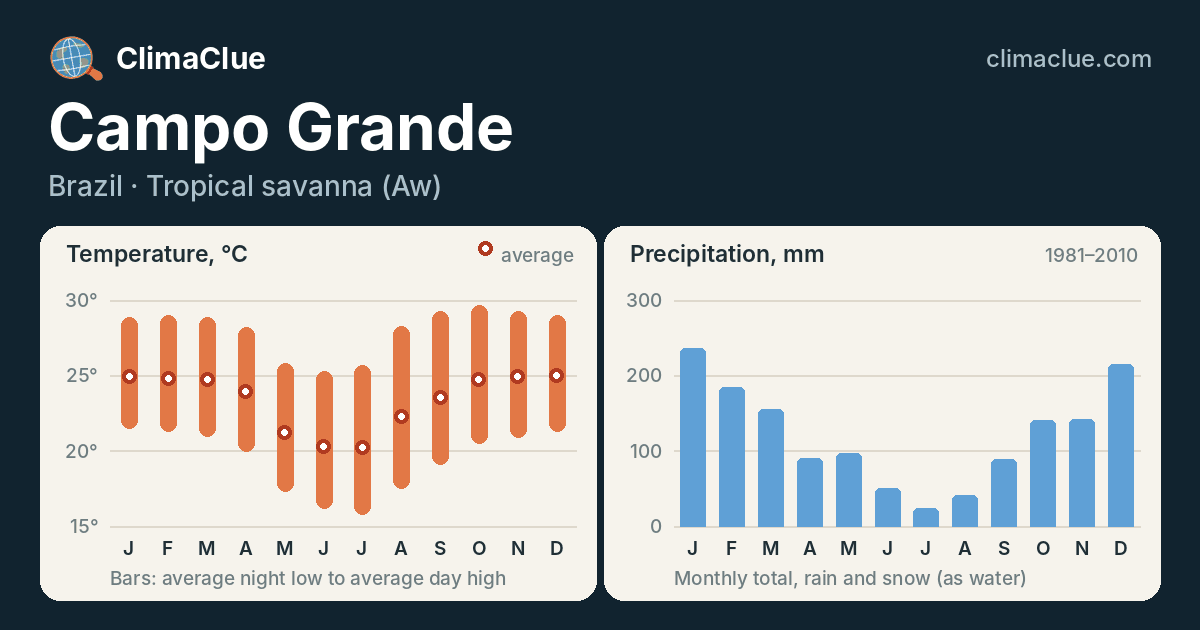 ClimaClue
climaclue.com
Campo Grande
Brazil · Tropical savanna (Aw)
Temperature, °C
average
30°
25°
20°
15°
J F M A M J J A S O N D
Bars: average night low to average day high
Precipitation, mm
1981–2010
300
200
100
0
J F M A M J J A S O N D
Monthly total, rain and snow (as water)